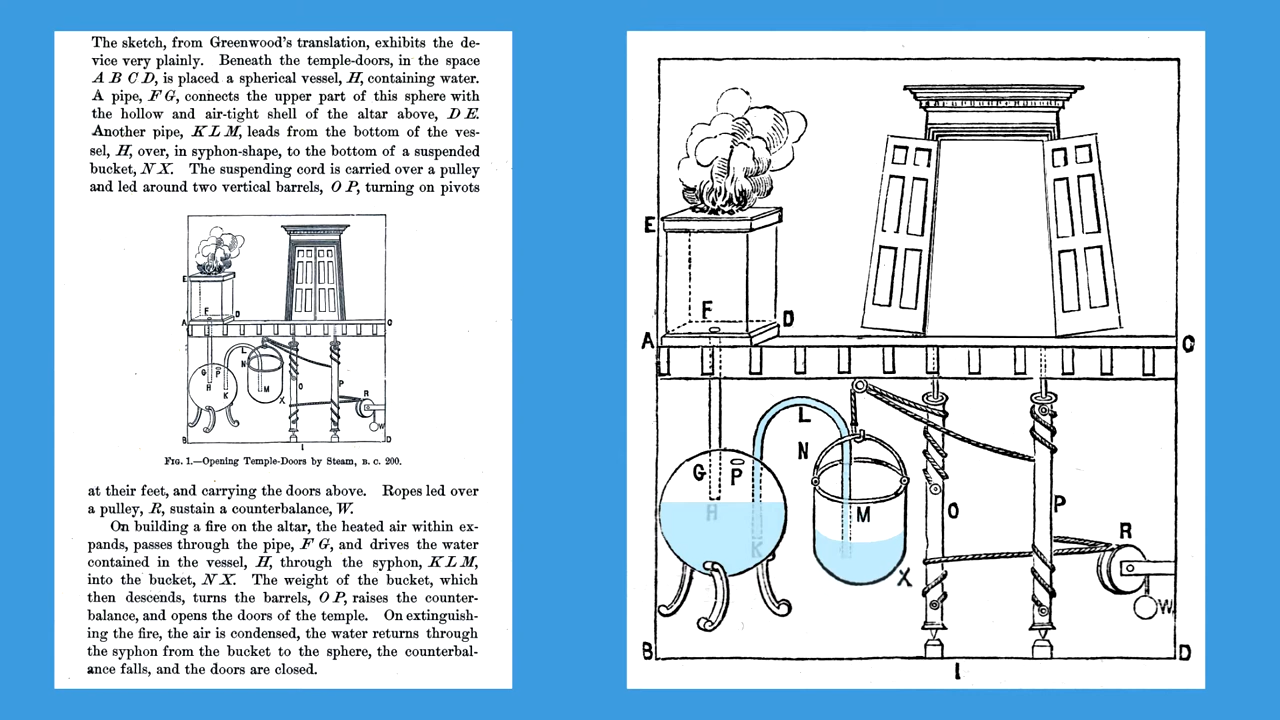 The sketch, from Greenwood's translation, exhibits the de-
vice very plainly. Beneath the temple-doors, in the space
A B C D, is placed a spherical vessel, H, containing water.
A pipe, F G, connects the upper part of this sphere with
the hollow and air-tight shell of the altar above, D E.
Another pipe, K L M, leads from the bottom of the ves-
sel, H, over, in syphon-shape, to the bottom of a suspended
bucket, N X. The suspending cord is carried over a pulley
and led around two vertical barrels, O P, turning on pivots
E
F
D
A
C
L
N
G
P
H
M
K
X
O
P
R
W
B
I
D
FIG. 1.—Opening Temple-Doors by Steam, B. C. 200.
at their feet, and carrying the doors above. Ropes led over
a pulley, R, sustain a counterbalance, W.
On building a fire on the altar, the heated air within ex-
pands, passes through the pipe, F G, and drives the water
contained in the vessel, H, through the syphon, K L M,
into the bucket, N X. The weight of the bucket, which
then descends, turns the barrels, O P, raises the counter-
balance, and opens the doors of the temple. On extinguish-
ing the fire, the air is condensed, the water returns through
the syphon from the bucket to the sphere, the counterbal-
ance falls, and the doors are closed.
E
F
D
A
C
L
N
G
P
H
M
K
X
O
P
R
W
B
I
D